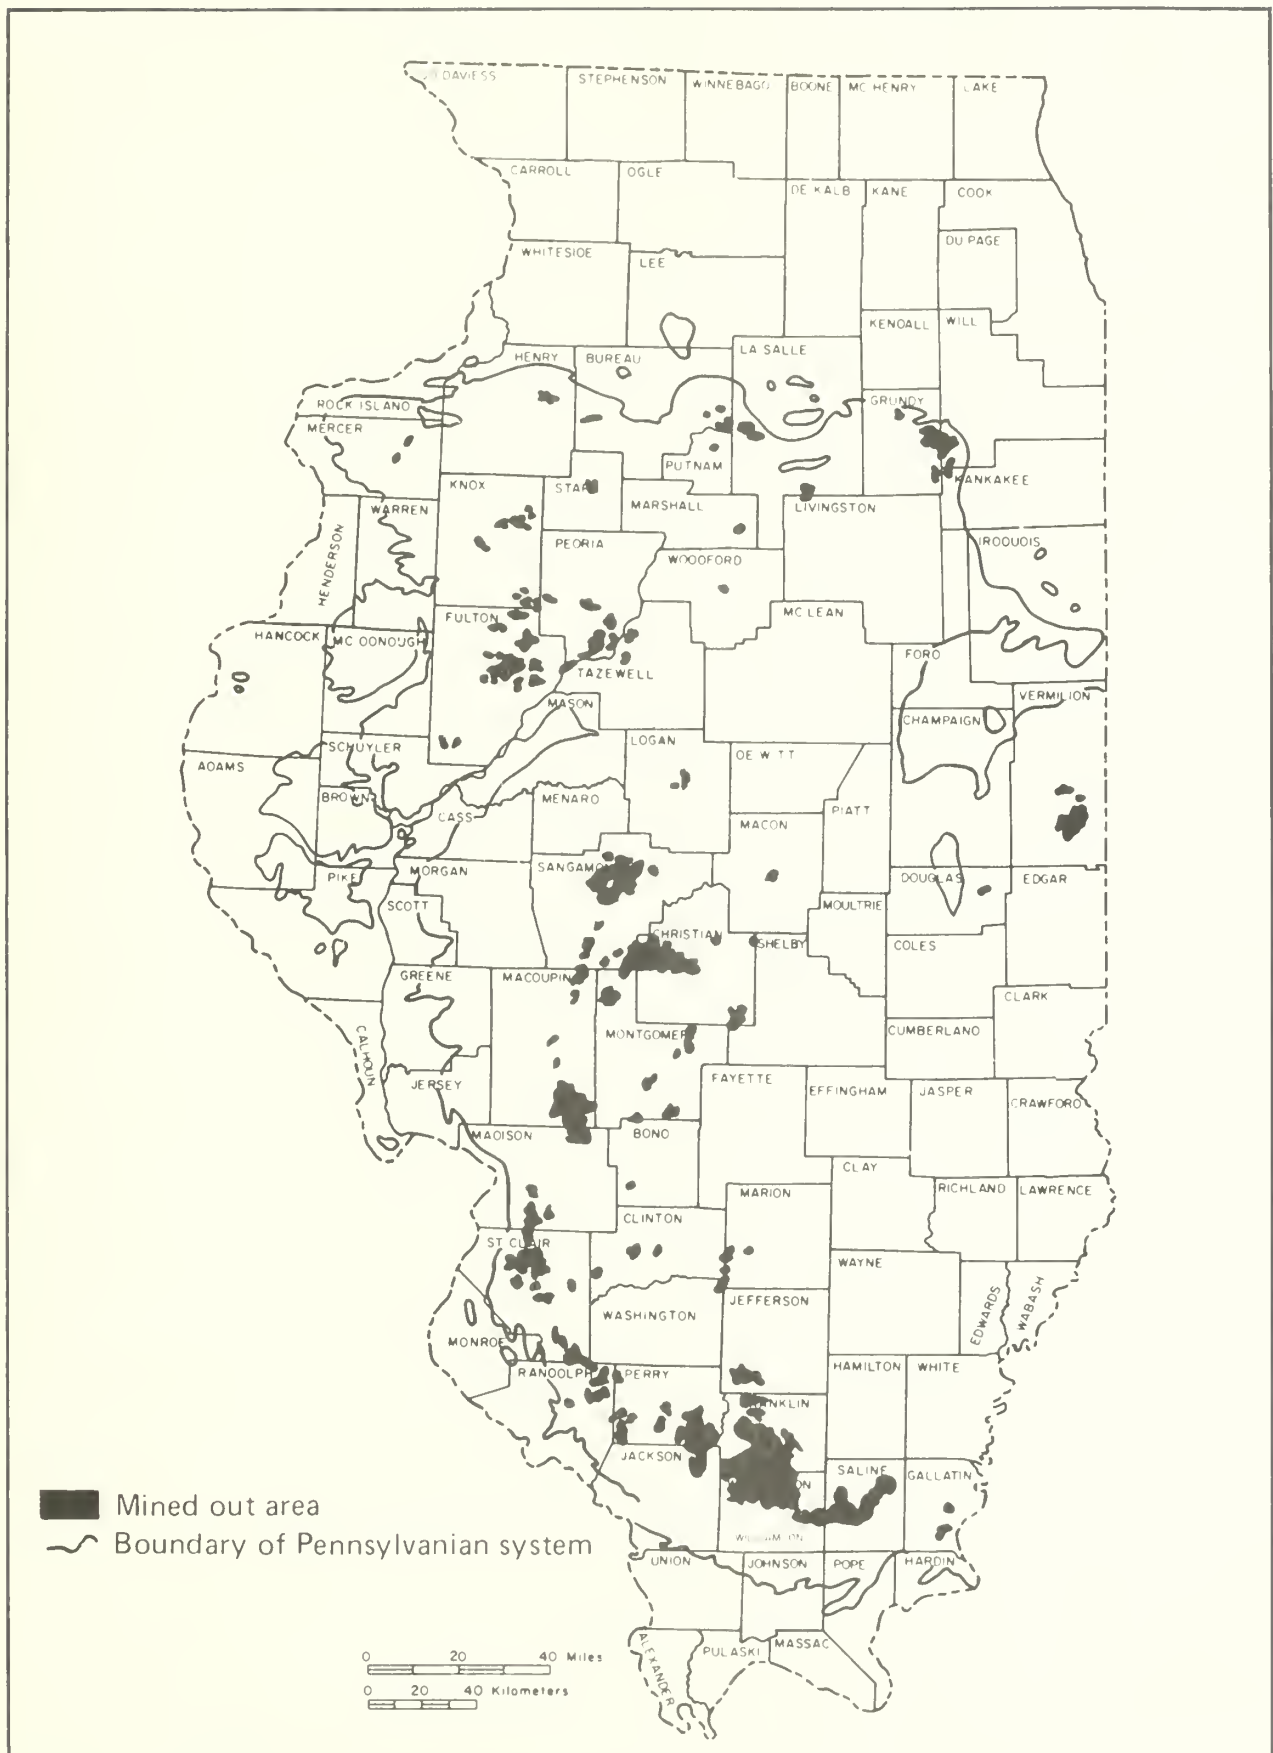 DAVIESS
STEPHENSON
WINNEBAGO
BOONE
MC HENRY
LAKE
CARROLL
OGLE
DE KALB
KANE
COOK
DU PAGE
WHITESIDE
LEE
KENDALL
WILL
HENRY
BUREAU
LA SALLE
ROCK ISLAND
GRUNDY
MERCER
PUTNAM
KANKAKEE
KNOX
STARK
MARSHALL
LIVINGSTON
WARREN
HENDERSON
PEORIA
IROQUOIS
WOODFORD
FULTON
MC LEAN
HANCOCK
MC DONOUGH
FORD
TAZEWELL
VERMILION
MASON
CHAMPAIGN
SCHUYLER
LOGAN
DE WITT
ADAMS
BROWN
CASS
MENARD
PIATT
MACON
PIKE
MORGAN
SANGAMON
DOUGLAS
EDGAR
SCOTT
MOULTRIE
CHRISTIAN
SHELBY
COLES
GREENE
MACOUPIN
CLARK
CALHOUN
MONTGOMERY
CUMBERLAND
JERSEY
FAYETTE
EFFINGHAM
JASPER
CRAWFORD
MADISON
BOND
CLAY
MARION
RICHLAND
LAWRENCE
CLINTON
ST CLAIR
WAYNE
EDWARDS
WABASH
JEFFERSON
WASHINGTON
MONROE
RANDOLPH
PERRY
HAMILTON
WHITE
FRANKLIN
JACKSON
SALINE
GALLATIN
Mined out area
WILLIAMSON
Boundary of Pennsylvanian system
UNION
JOHNSON
POPE
HARDIN
ALEXANDER
PULASKI
MASSAC
0 20 40 Miles
0 20 40 Kilometers